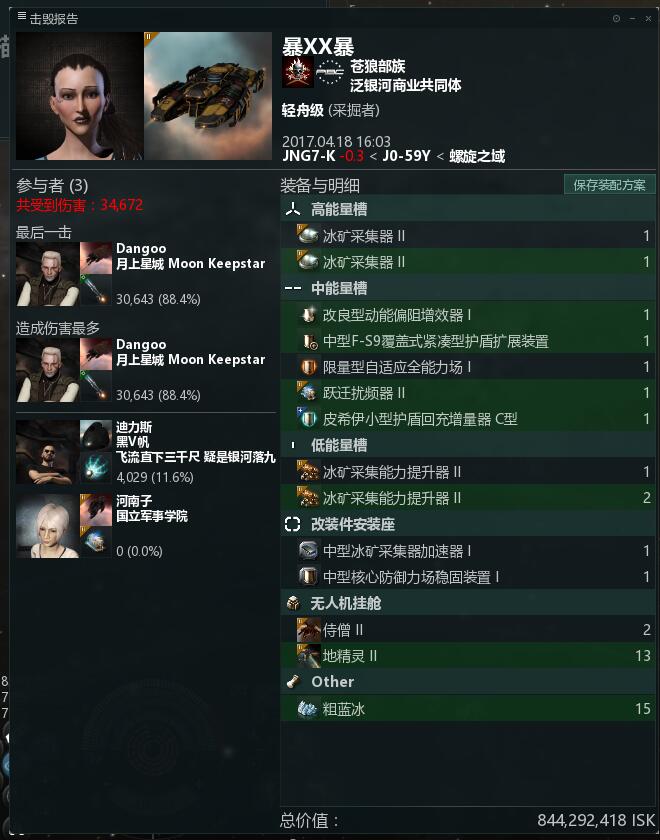 击毁报告
暴XX暴
苍狼部族
泛银河商业共同体
轻舟级 (采掘者)
2017.04.18 16:03
JNG7-K -0.3 < J0-59Y < 螺旋之域
参与者 (3)
共受到伤害：34,672
最后一击
Dangoo
月上星城 Moon Keepstar
30,643 (88.4%)
造成伤害最多
Dangoo
月上星城 Moon Keepstar
30,643 (88.4%)
迪力斯
黑V帆
飞流直下三千尺 疑是银河落九
4,029 (11.6%)
河南子
国立军事学院
0 (0.0%)
装备与明细
保存装配方案
高能量槽
冰矿采集器 II 1
冰矿采集器 II 1
中能量槽
改良型动能偏阻增效器 I 1
中型F-S9覆盖式紧凑型护盾扩展装置 1
限量型自适应全能力场 I 1
跃迁扰频器 II 1
皮希伊小型护盾回充增量器 C型 1
低能量槽
冰矿采集能力提升器 II 1
冰矿采集能力提升器 II 2
改装件安装座
中型冰矿采集器加速器 I 1
中型核心防御力场稳固装置 I 1
无人机挂舱
侍僧 II 2
地精灵 II 13
Other
粗蓝冰 15
总价值： 844,292,418 ISK